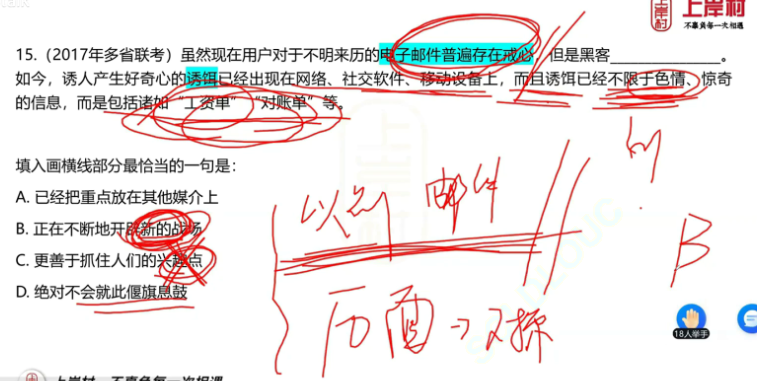 上岸村
不辜负每一次相遇
15.（2017年多省联考）虽然现在用户对于不明来历的电子邮件普遍存在戒心，但是黑客________________。
如今，诱人产生好奇心的诱饵已经出现在网络、社交软件、移动设备上，而且诱饵已经不限于色情、惊奇
的信息，而是包括诸如“工资单”“对账单”等。
填入画横线部分最恰当的一句是：
A. 已经把重点放在其他媒介上
B. 正在不断地开辟新的战场
C. 更善于抓住人们的兴趣点
D. 绝对不会就此偃旗息鼓
以前 邮件
B
18人举手
上岸村 不辜负每一次相遇